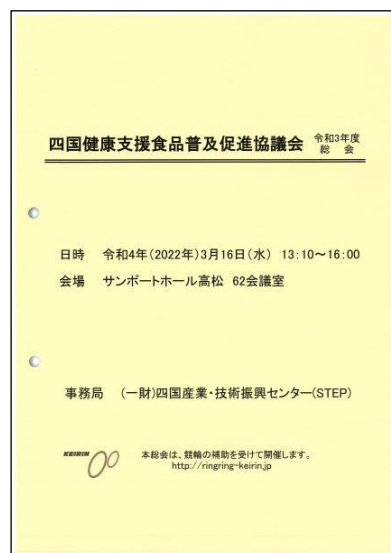 四国健康支援食品普及促進協議会 令和3年度
総 会
日時 令和4年(2022年)3月16日(水) 13:10～16:00
会場 サンポートホール高松 62会議室
事務局 (一財)四国産業・技術振興センター(STEP)
KEIRIN
本総会は、競輪の補助を受けて開催します。
http://ringring-keirin,jp